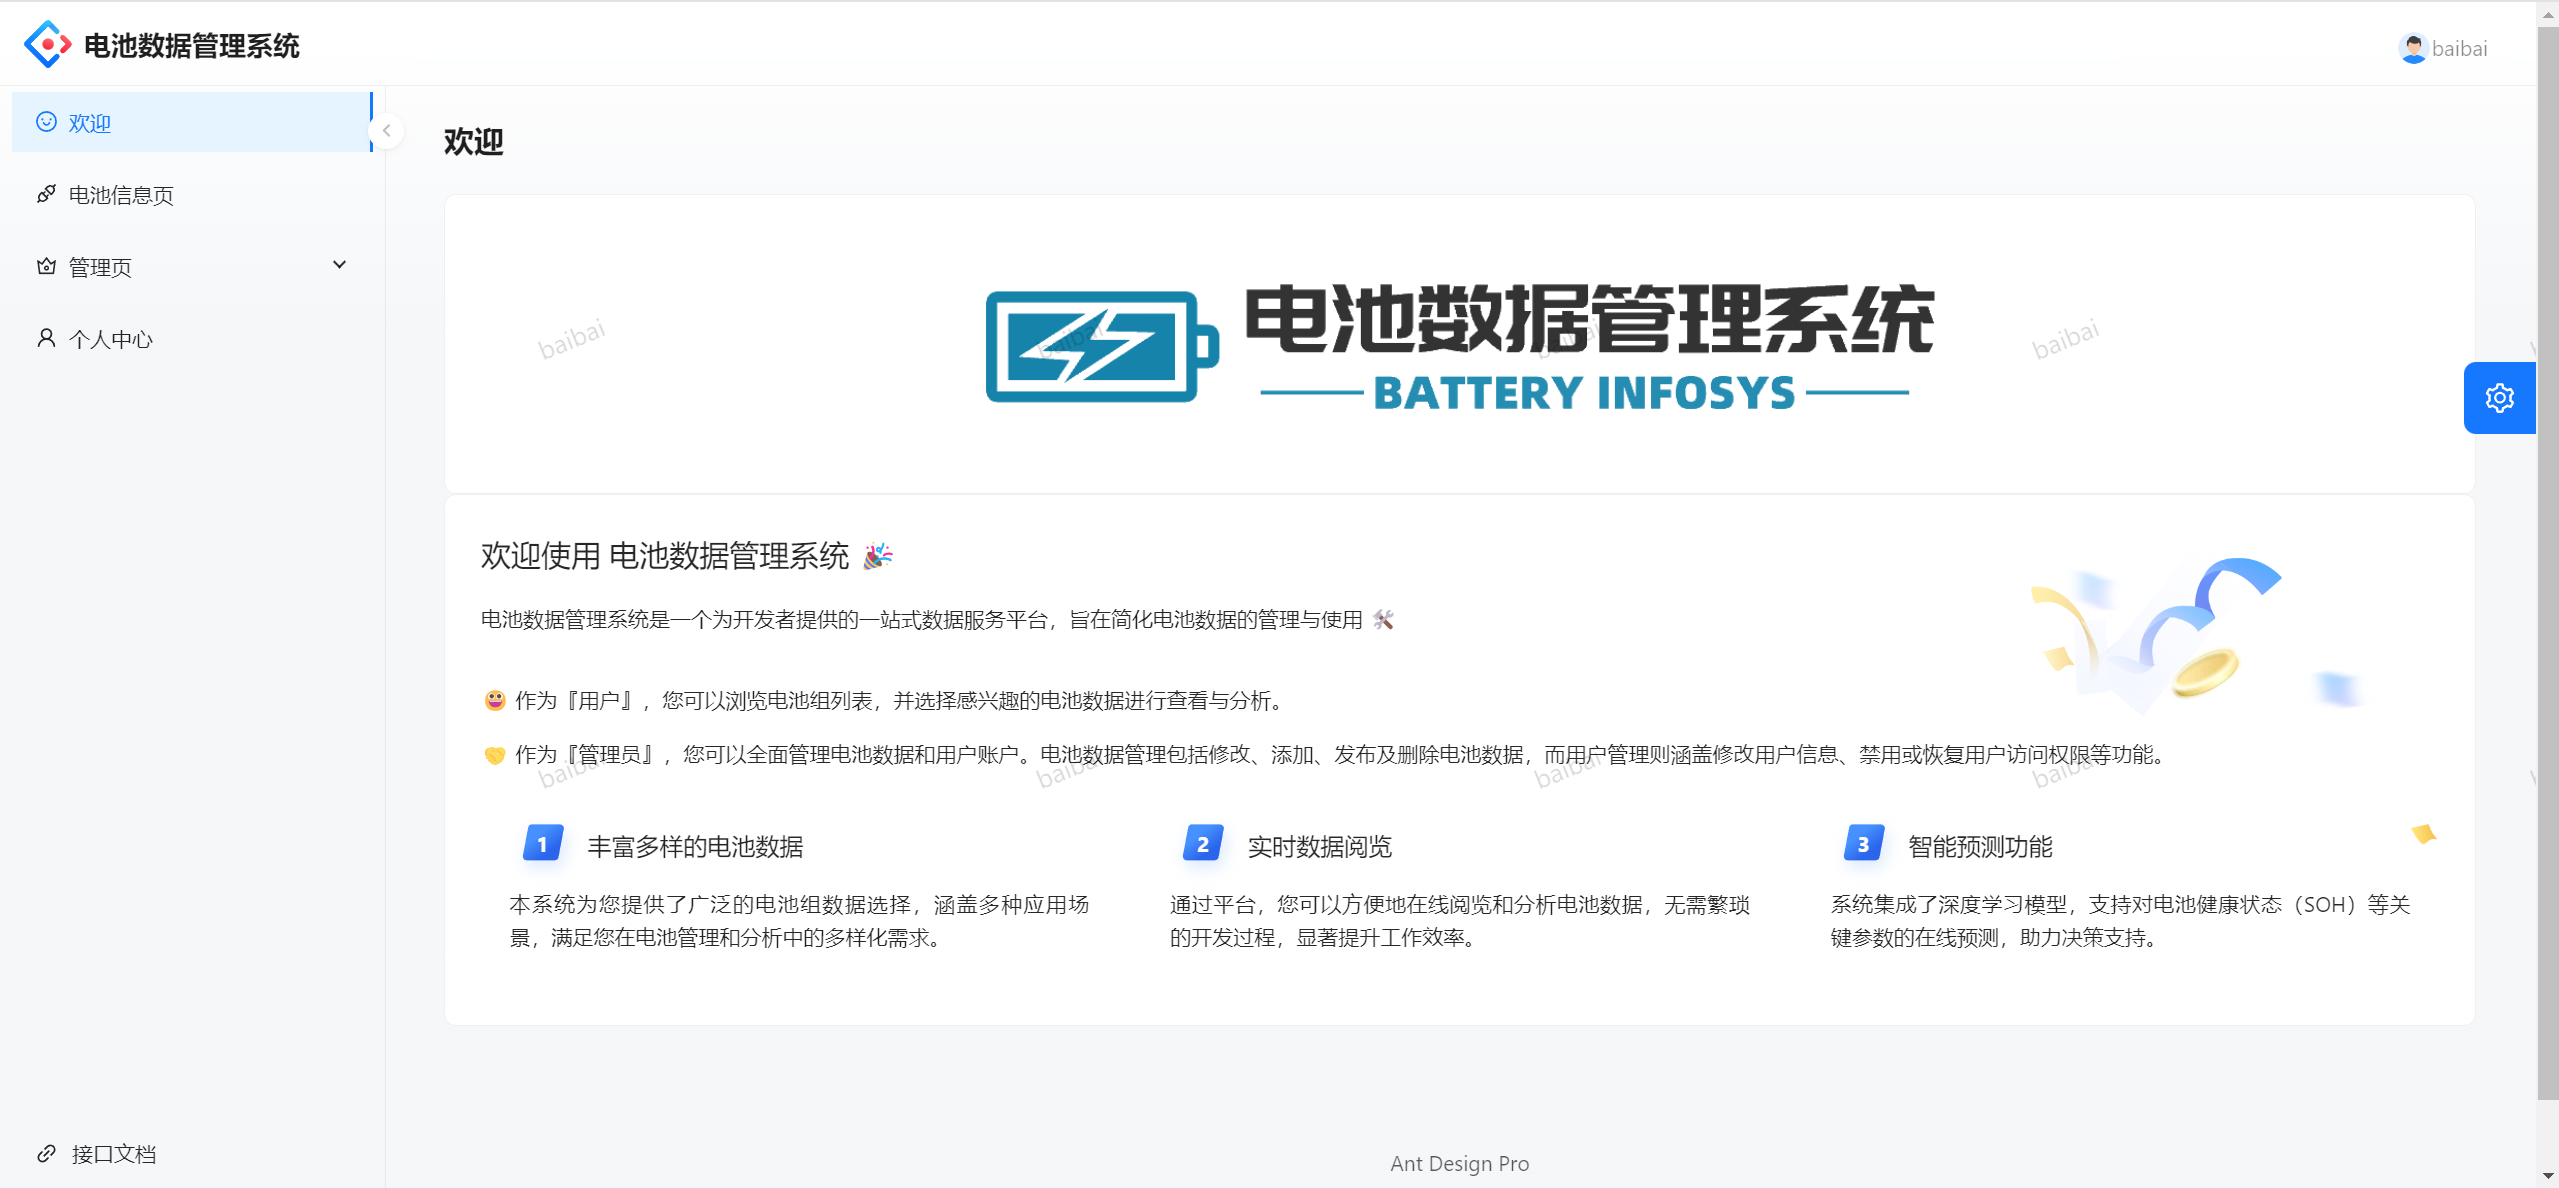 电池数据管理系统
baibai
欢迎
电池信息页
管理页
个人中心
接口文档
欢迎
电池数据管理系统
BATTERY INFOSYS
baibai
baibai
baibai
baibai
欢迎使用 电池数据管理系统 🎉
电池数据管理系统是一个为开发者提供的一站式数据服务平台，旨在简化电池数据的管理与使用 🛠️
😀 作为『用户』，您可以浏览电池组列表，并选择感兴趣的电池数据进行查看与分析。
🤝 作为『管理员』，您可以全面管理电池数据和用户账户。电池数据管理包括修改、添加、发布及删除电池数据，而用户管理则涵盖修改用户信息、禁用或恢复用户访问权限等功能。
baibai
baibai
baibai
baibai
1 丰富多样的电池数据
本系统为您提供了广泛的电池组数据选择，涵盖多种应用场
景，满足您在电池管理和分析中的多样化需求。
2 实时数据阅览
通过平台，您可以方便地在线阅览和分析电池数据，无需繁琐
的开发过程，显著提升工作效率。
3 智能预测功能
系统集成了深度学习模型，支持对电池健康状态（SOH）等关
键参数的在线预测，助力决策支持。
Ant Design Pro